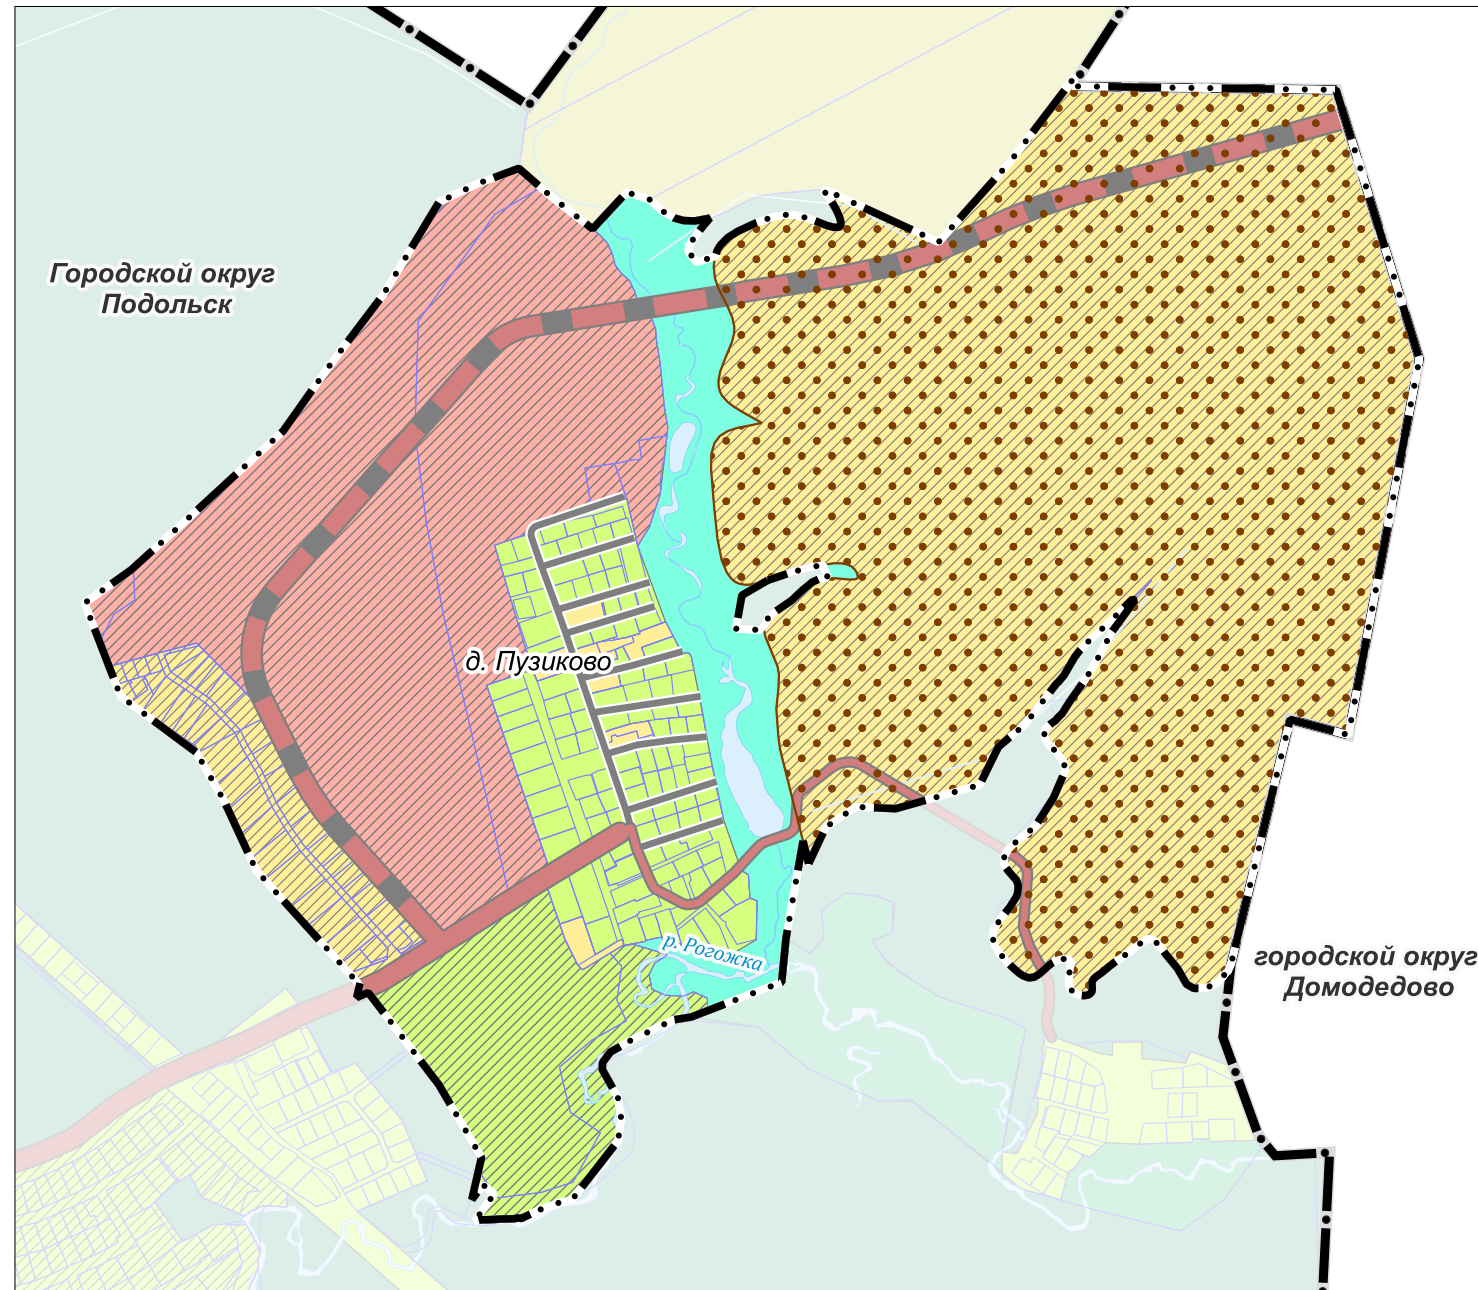 Городской округ
Подольск
д. Пузиково
р. Рогожка
городской округ
Домодедово